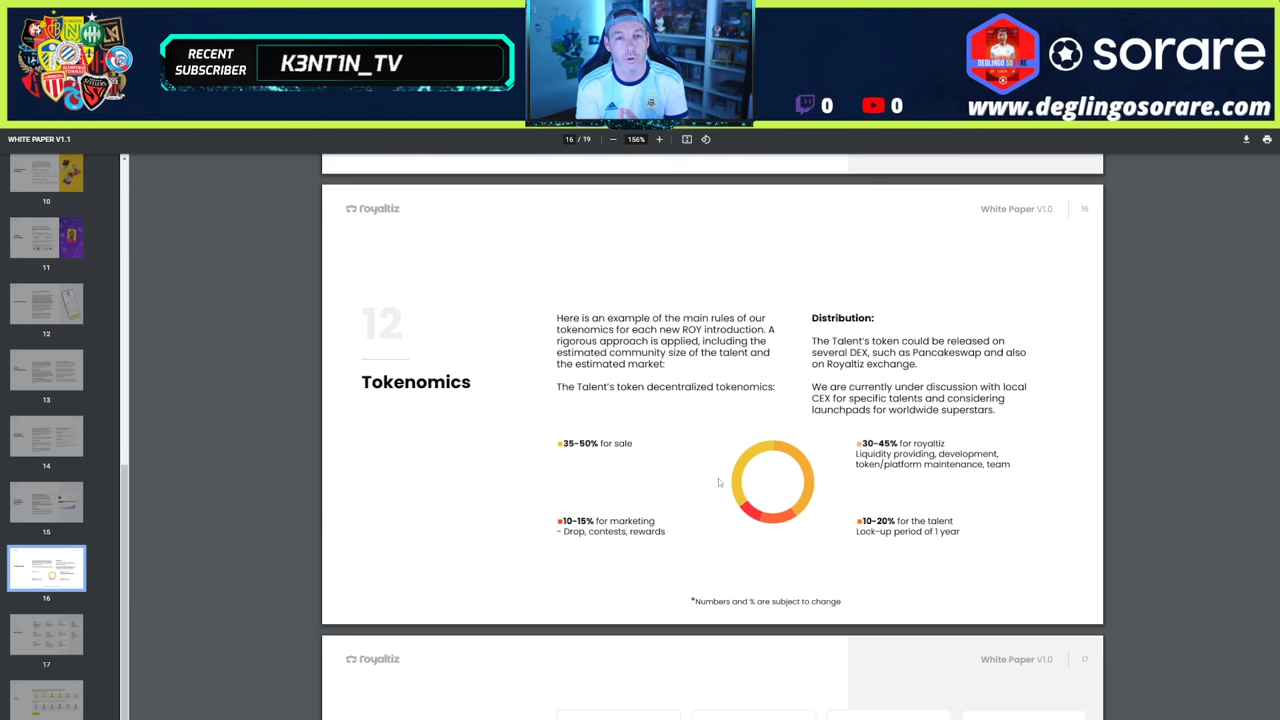 RECENT
SUBSCRIBER
K3NT1N_TV
DEGLINGO SORARE
sorare
0
0
www.deglingosorare.com
WHITE PAPER V1.1
16 / 19
156%
10
11
12
13
14
15
16
17
royaltiz
White Paper V1.0
16
12
Tokenomics
Here is an example of the main rules of our
tokenomics for each new ROY introduction. A
rigorous approach is applied, including the
estimated community size of the talent and
the estimated market:
The Talent's token decentralized tokenomics:
Distribution:
The Talent's token could be released on
several DEX, such as Pancakeswap and also
on Royaltiz exchange.
We are currently under discussion with local
CEX for specific talents and considering
launchpads for worldwide superstars.
35-50% for sale
30-45% for royaltiz
Liquidity providing, development,
token/platform maintenance, team
10-15% for marketing
- Drop, contests, rewards
10-20% for the talent
Lock-up period of 1 year
*Numbers and % are subject to change
royaltiz
White Paper V1.0
17